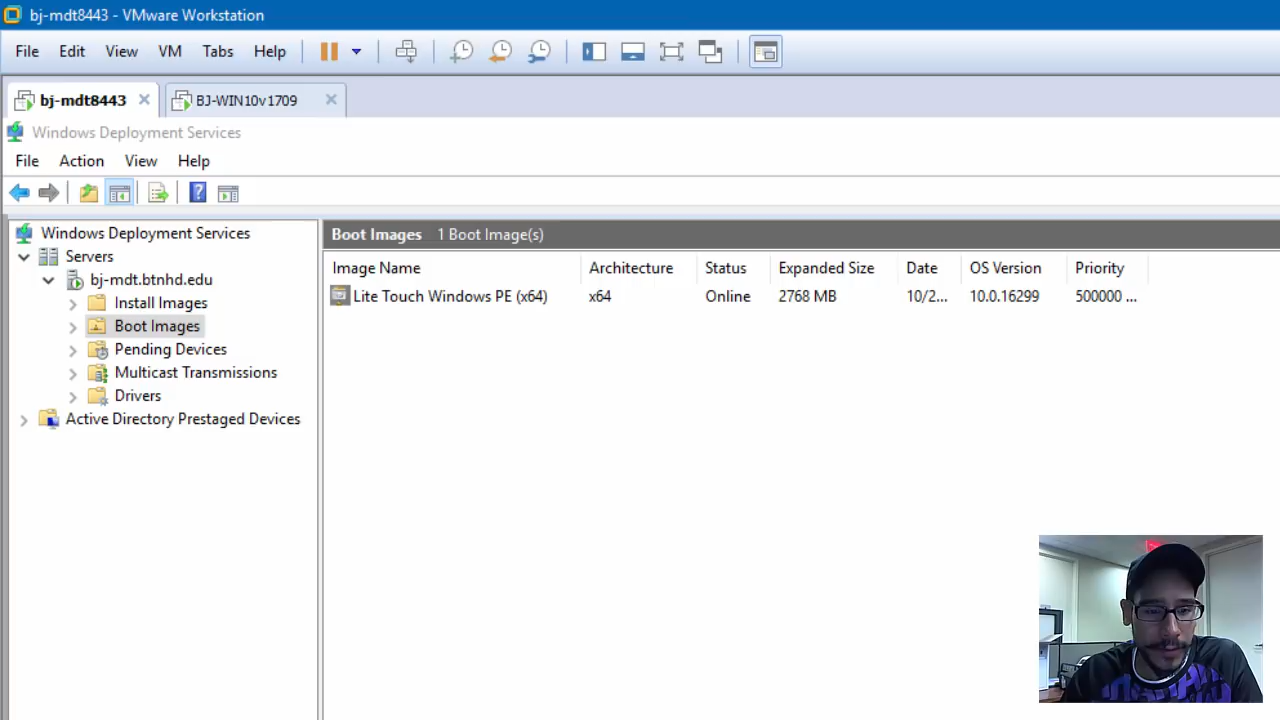 bj-mdt8443 - VMware Workstation
File Edit View VM Tabs Help
bj-mdt8443 BJ-WIN10v1709
Windows Deployment Services
File Action View Help
Windows Deployment Services
Servers
bj-mdt.btnhd.edu
Install Images
Boot Images
Pending Devices
Multicast Transmissions
Drivers
Active Directory Prestaged Devices
Boot Images 1 Boot Image(s)
Image Name Architecture Status Expanded Size Date OS Version Priority
Lite Touch Windows PE (x64) x64 Online 2768 MB 10/2... 10.0.16299 500000 ...